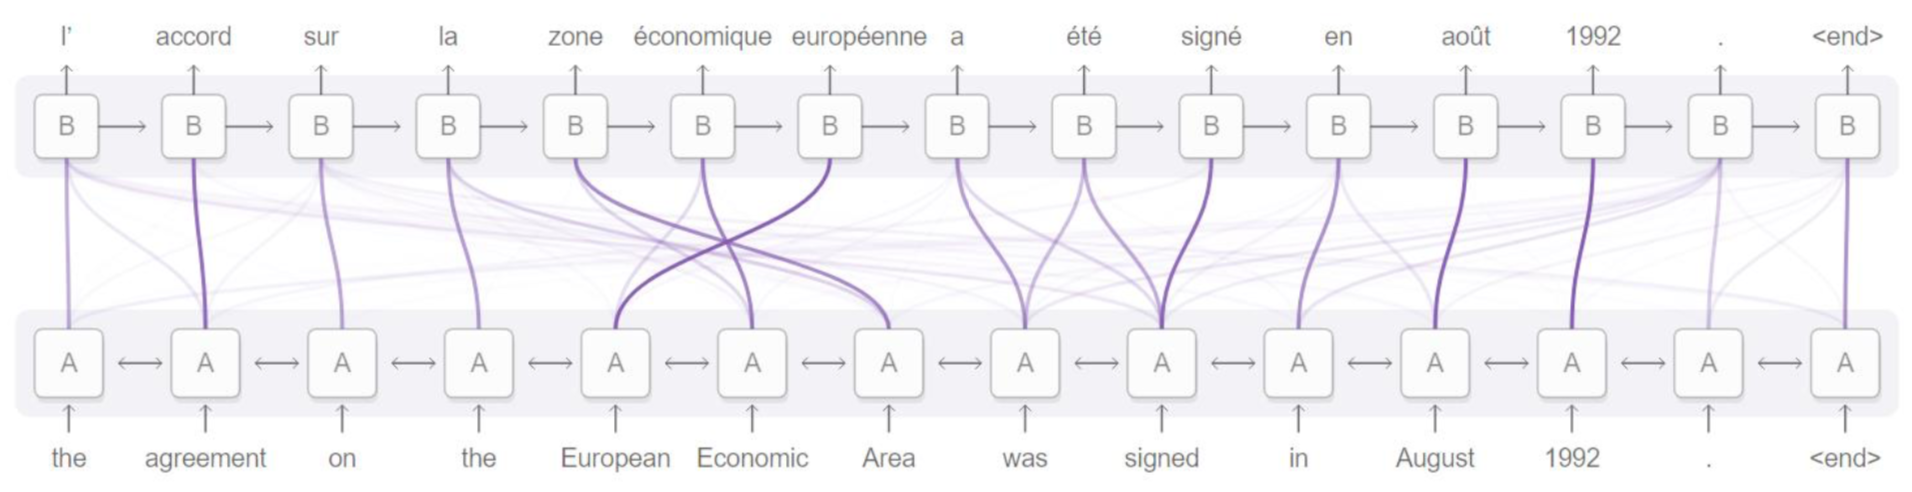 l’ accord sur la zone économique européenne a été signé en août 1992 . <end>
B B B B B B B B B B B B B B B
A A A A A A A A A A A A A A
the agreement on the European Economic Area was signed in August 1992 . <end>